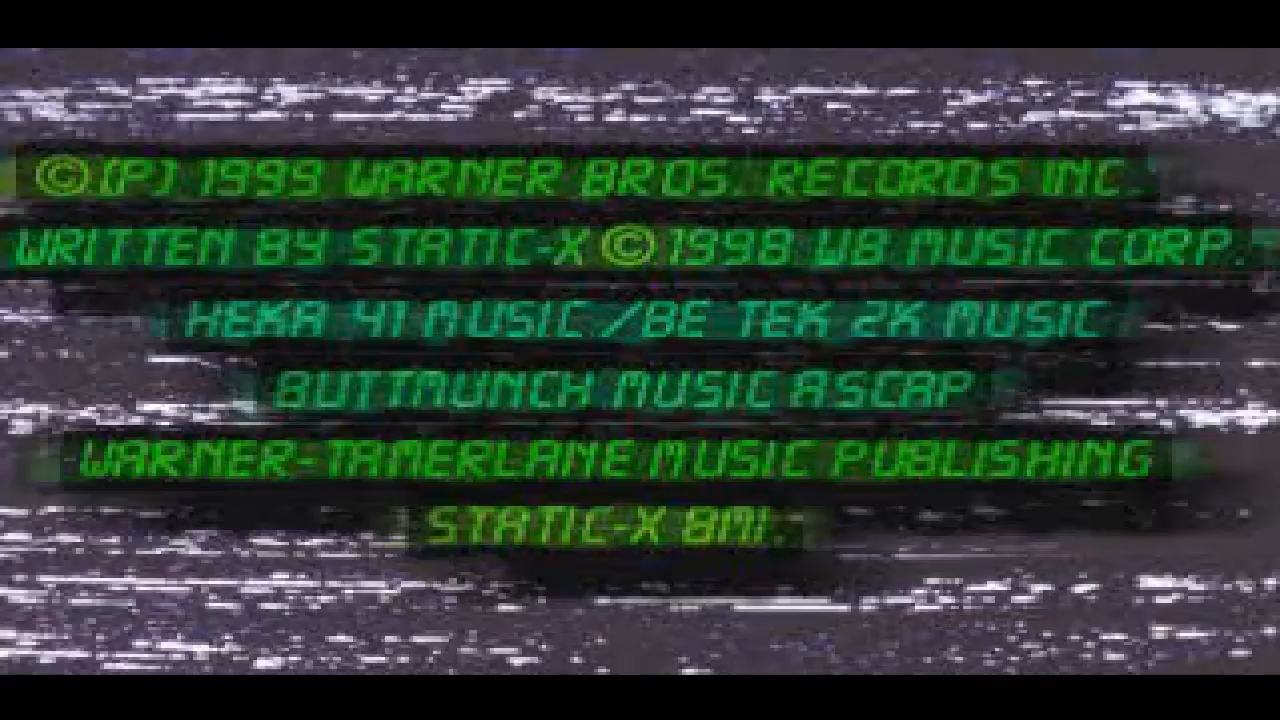 ©(P) 1999 WARNER BROS. RECORDS INC.
WRITTEN BY STATIC-X © 1998 WB MUSIC CORP.
XEKA 41 MUSIC /BE TEK 2K MUSIC
BUTTMUNCH MUSIC ASCAP
WARNER-TAMERLANE MUSIC PUBLISHING
STATIC-X BMI.